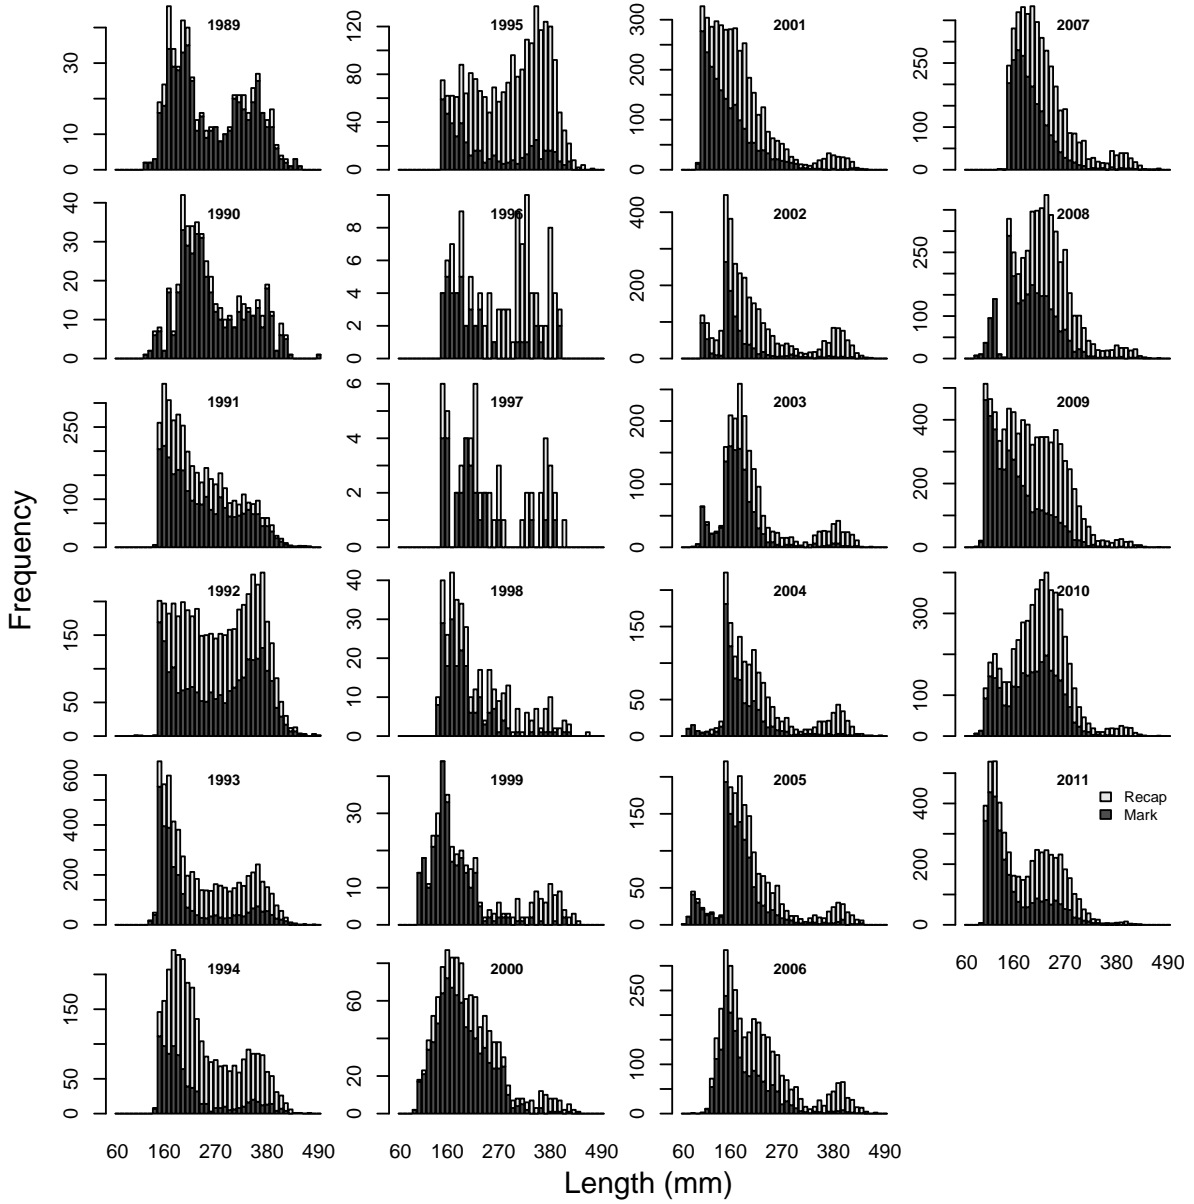 Frequency
0 10 30
1989
0 10 20 30 40
1990
0 100 250
1991
0 50 150
1992
0 200 400 600
1993
0 50 150
1994
60 160 270 380 490
0 40 80 120
1995
0 2 4 6 8
1996
0 2 4 6
1997
0 10 20 30 40
1998
0 10 30
1999
0 20 60
2000
60 160 270 380 490
0 100 200 300
2001
0 100 200 400
2002
0 50 100 200
2003
0 50 150
2004
0 50 150
2005
0 100 250
2006
60 160 270 380 490
0 100 250
2007
0 100 250
2008
0 200 400
2009
0 100 300
2010
0 200 400
2011
Recap
Mark
60 160 270 380 490
Length (mm)